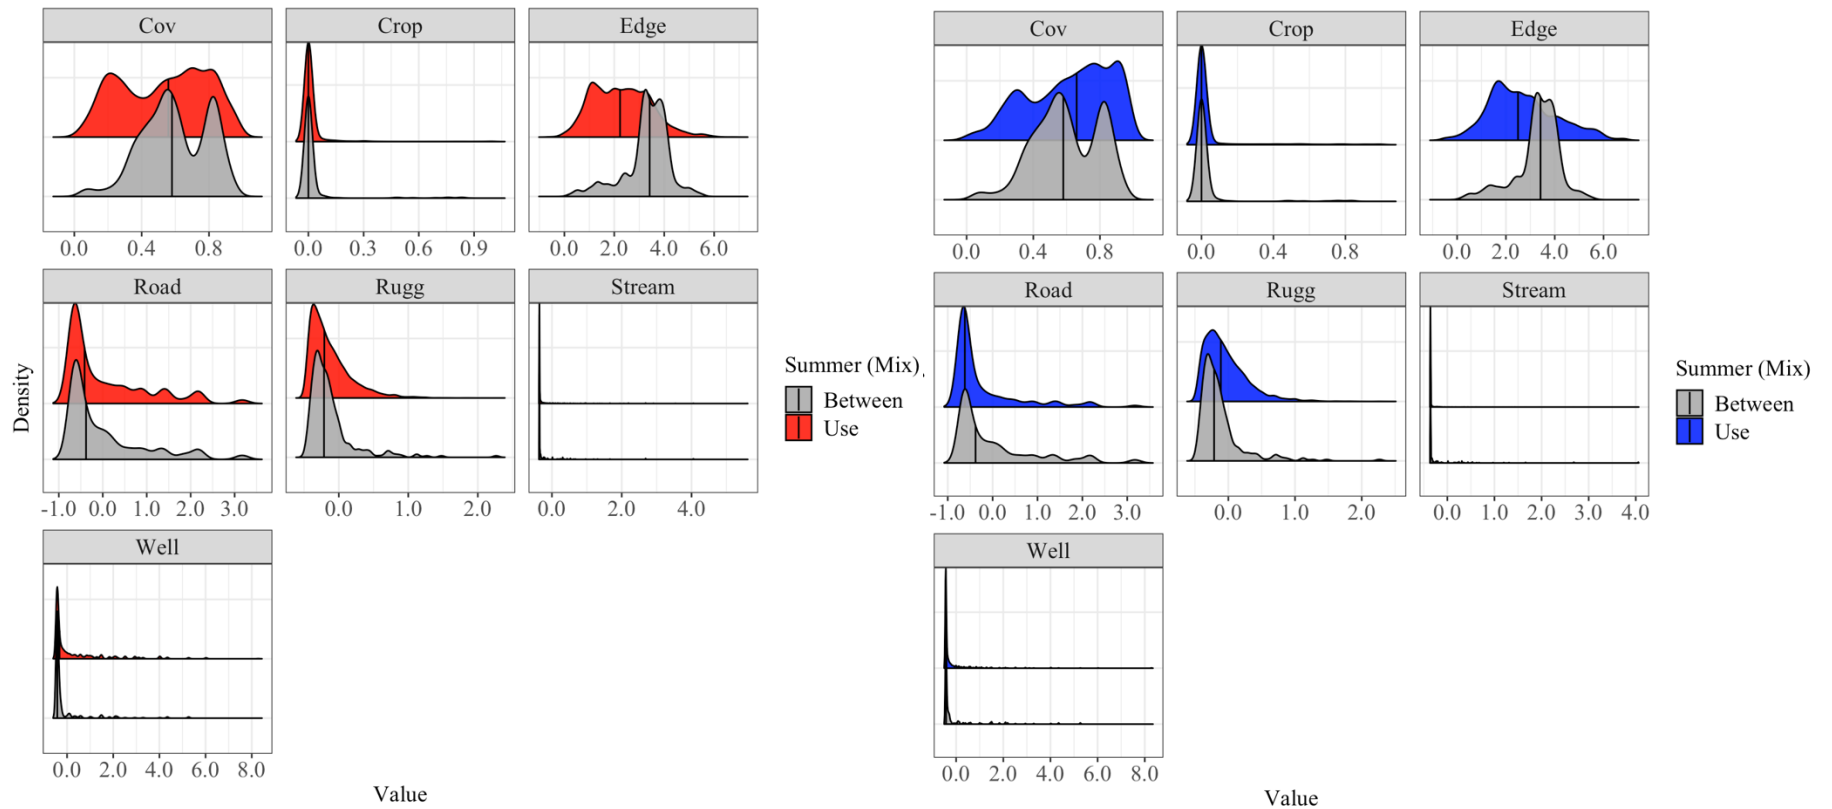 Cov Crop Edge
0.0 0.4 0.8 0.0 0.3 0.6 0.9 0.0 2.0 4.0 6.0
Road Rugg Stream
-1.0 0.0 1.0 2.0 3.0 0.0 1.0 2.0 0.0 2.0 4.0
Well
0.0 2.0 4.0 6.0 8.0
Density
Value
Summer (Mix)
Between
Use
Cov Crop Edge
0.0 0.4 0.8 0.0 0.4 0.8 0.0 2.0 4.0 6.0
Road Rugg Stream
-1.0 0.0 1.0 2.0 3.0 0.0 1.0 2.0 0.0 1.0 2.0 3.0 4.0
Well
0.0 2.0 4.0 6.0 8.0
Value
Summer (Mix)
Between
Use